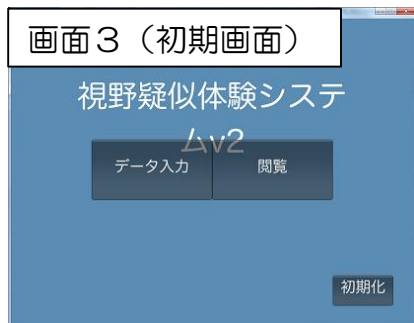 画面３（初期画面）
視野疑似体験システ
ムv2
データ入力
閲覧
初期化